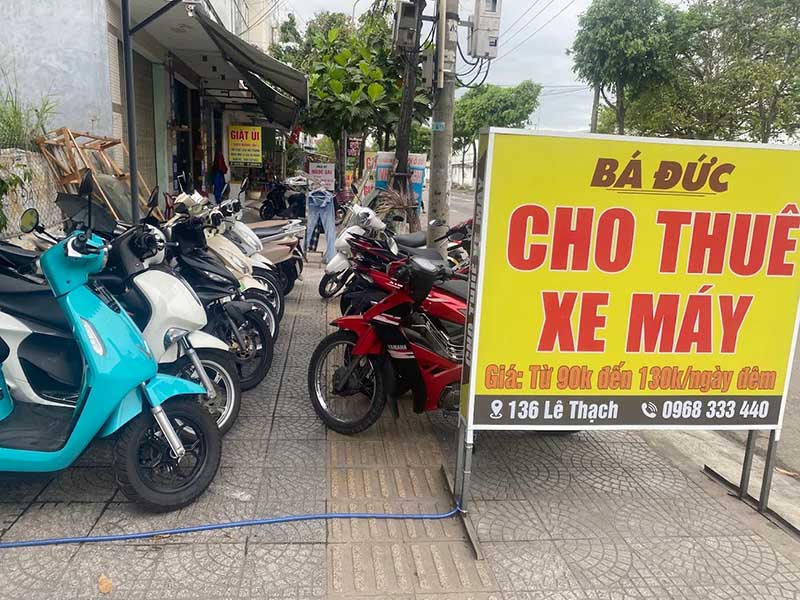 BÁ ĐỨC
CHO THUÊ
XE MÁY
Giá: Từ 90k đến 130k/ngày đêm
136 Lê Thạch 0968 333 440
GIẶT ỦI
YAMAHA